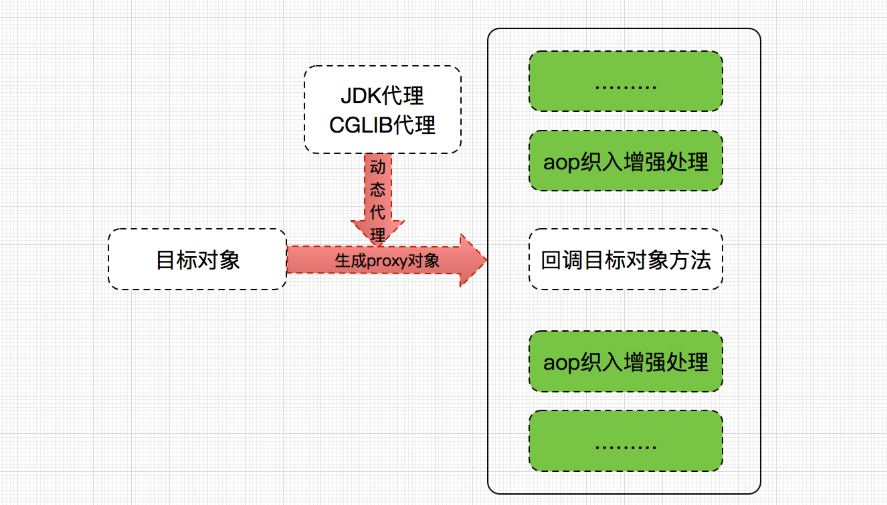 JDK代理
CGLIB代理
动
态
代
理
目标对象
生成proxy对象
………
aop织入增强处理
回调目标对象方法
aop织入增强处理
………